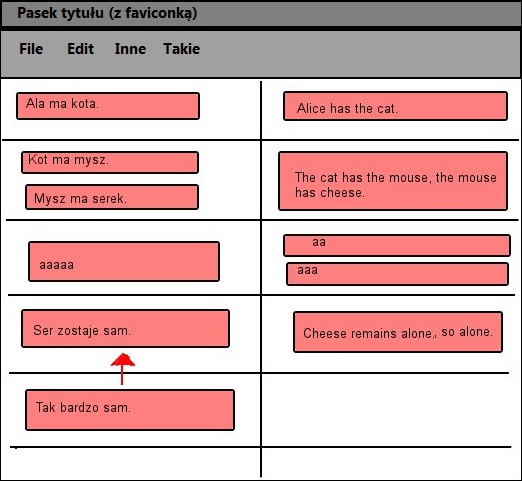 Pasek tytułu (z faviconką)
File Edit Inne Takie
Ala ma kota.
Alice has the cat.
Kot ma mysz.
Mysz ma serek.
The cat has the mouse, the mouse
has cheese.
aaaaa
aa
aaa
Ser zostaje sam.
Cheese remains alone., so alone.
Tak bardzo sam.